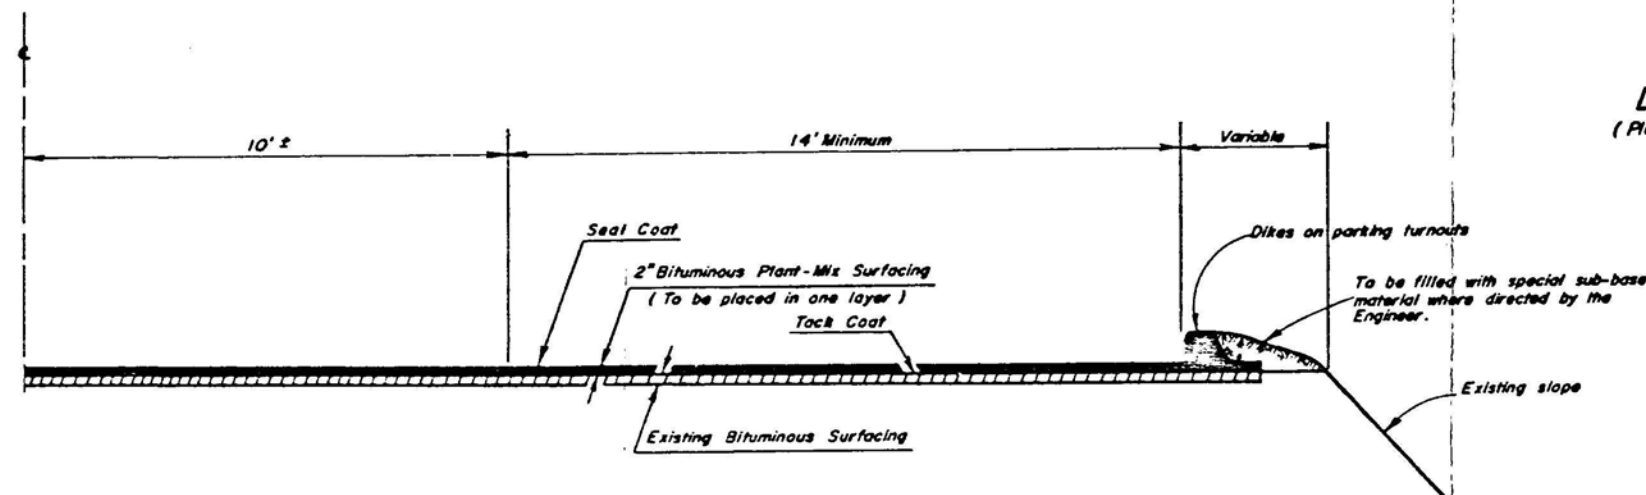 ℄
10' ±
14' Minimum
Variable
(Pl
Seal Coat
Dikes on parking turnouts
2" Bituminous Plant-Mix Surfacing
(To be placed in one layer)
To be filled with special sub-base
material where directed by the
Engineer.
Tack Coat
Existing slope
Existing Bituminous Surfacing